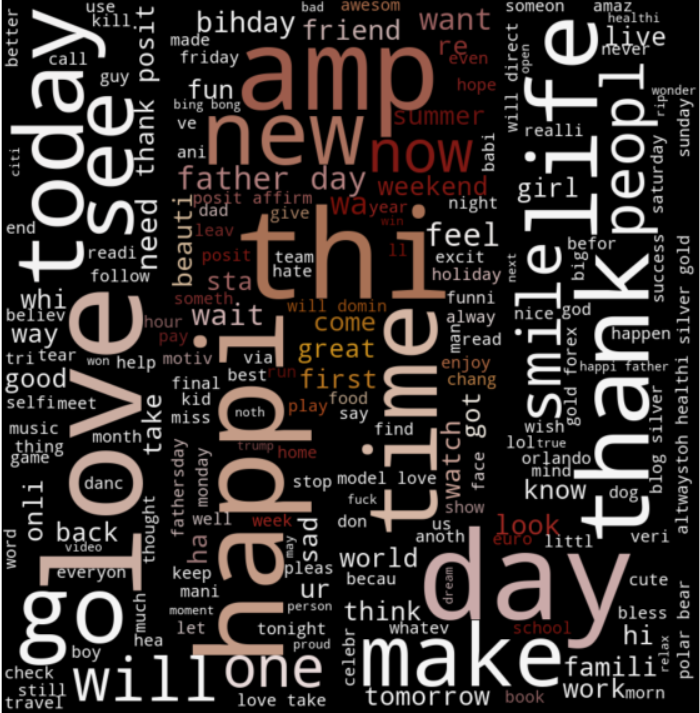 use
bad
awesom
someon
amaz
kill
bihday
friend
want
healthi
better
call
today
see
thank posit
made
friday
amp
re
even
open
live
never
guy
fun
hope
will direct
life
bing bong
summer
wonder
rip
ve
new
now
babi
realli
peopl
sunday
citi
ani
father day
weekend
girl
saturday
need
beauti
posit affirm
dad
give
wa
year
win
night
end
leav
thi
feel
readi
posit
team
hate
ll
excit
next
smile
befor
big
follow
sta
holiday
success
whi
someth
will domin
funni
nice
god
thank
believ
love
hour
wait
come
time
alway
man
gold forex
happen
way
pay
great
read
tri
tear
won
help
motiv
via
happi
enjoy
happi father
good
best
run
first
chang
final
selfi
meet
take
kid
noth
play
food
got
blog silver
altwaystoh healthi silver gold
miss
say
wish
music
month
find
watch
lol
true
thing
game
fathersday
monday
trump
home
face
orlando
mind
danc
stop
model love
know
dog
onli
thought
fuck
show
word
back
well
week
sad
don
us
look
video
ha
may
anoth
euro
littl
veri
everyon
keep
pleas
world
day
go
mani
ur
becau
dream
cute
much
moment
person
think
bless
hea
let
tonight
proud
whatev
school
hi
polar bear
boy
celebr
make
relax
check
will
one
famili
still
work
morn
travel
love take
tomorrow
book